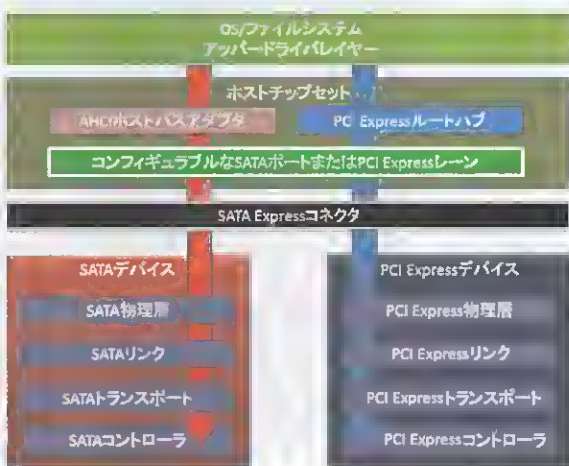 OS/ファイルシステム
アッパードライバレイヤー
ホストチップセット
AHCIホストバスアダプタ
PCI Expressルートハブ
コンフィギュラブルなSATAポートまたはPCI Expressレーン
SATA Expressコネクタ
SATAデバイス
SATA物理層
SATAリンク
SATAトランスポート
SATAコントローラ
PCI Expressデバイス
PCI Express物理層
PCI Expressリンク
PCI Expressトランスポート
PCI Expressコントローラ